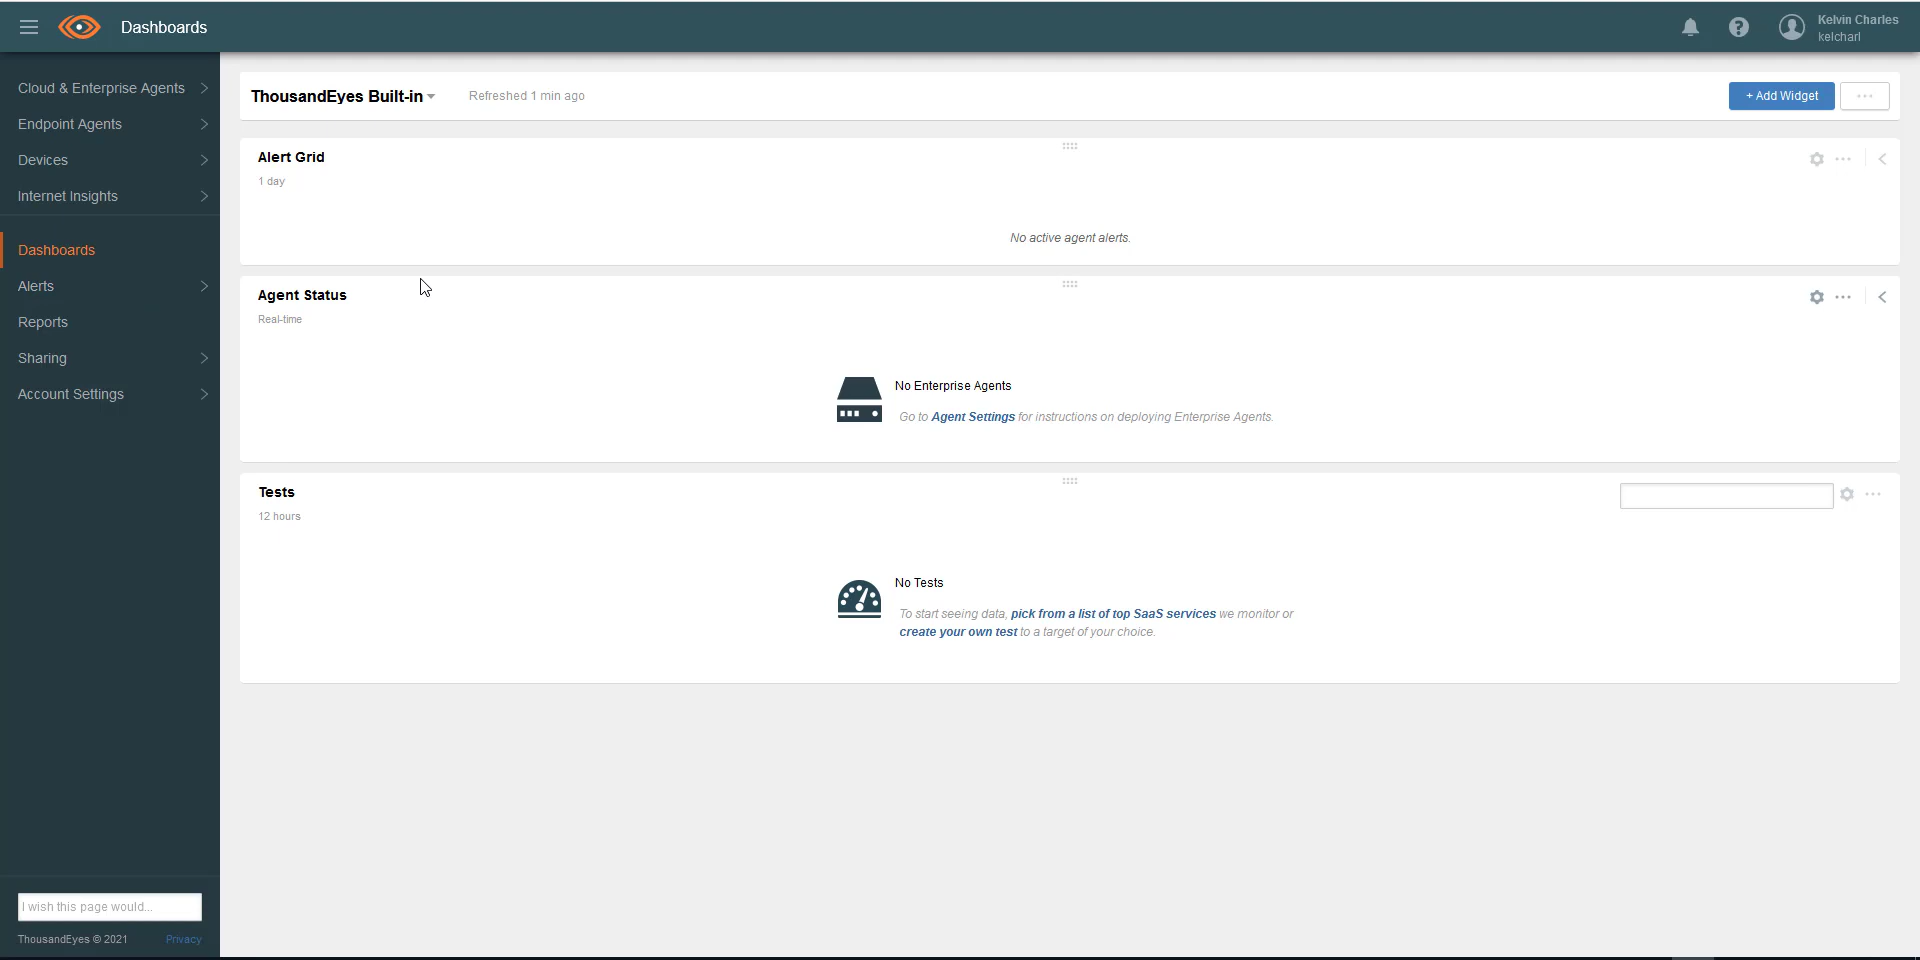 Dashboards
Kelvin Charles
kelcharl
Cloud & Enterprise Agents
Endpoint Agents
Devices
Internet Insights
Dashboards
Alerts
Reports
Sharing
Account Settings
I wish this page would...
ThousandEyes © 2021 Privacy
ThousandEyes Built-in Refreshed 1 min ago
+ Add Widget
Alert Grid
1 day
No active agent alerts.
Agent Status
Real-time
No Enterprise Agents
Go to Agent Settings for instructions on deploying Enterprise Agents.
Tests
12 hours
No Tests
To start seeing data, pick from a list of top SaaS services we monitor or
create your own test to a target of your choice.